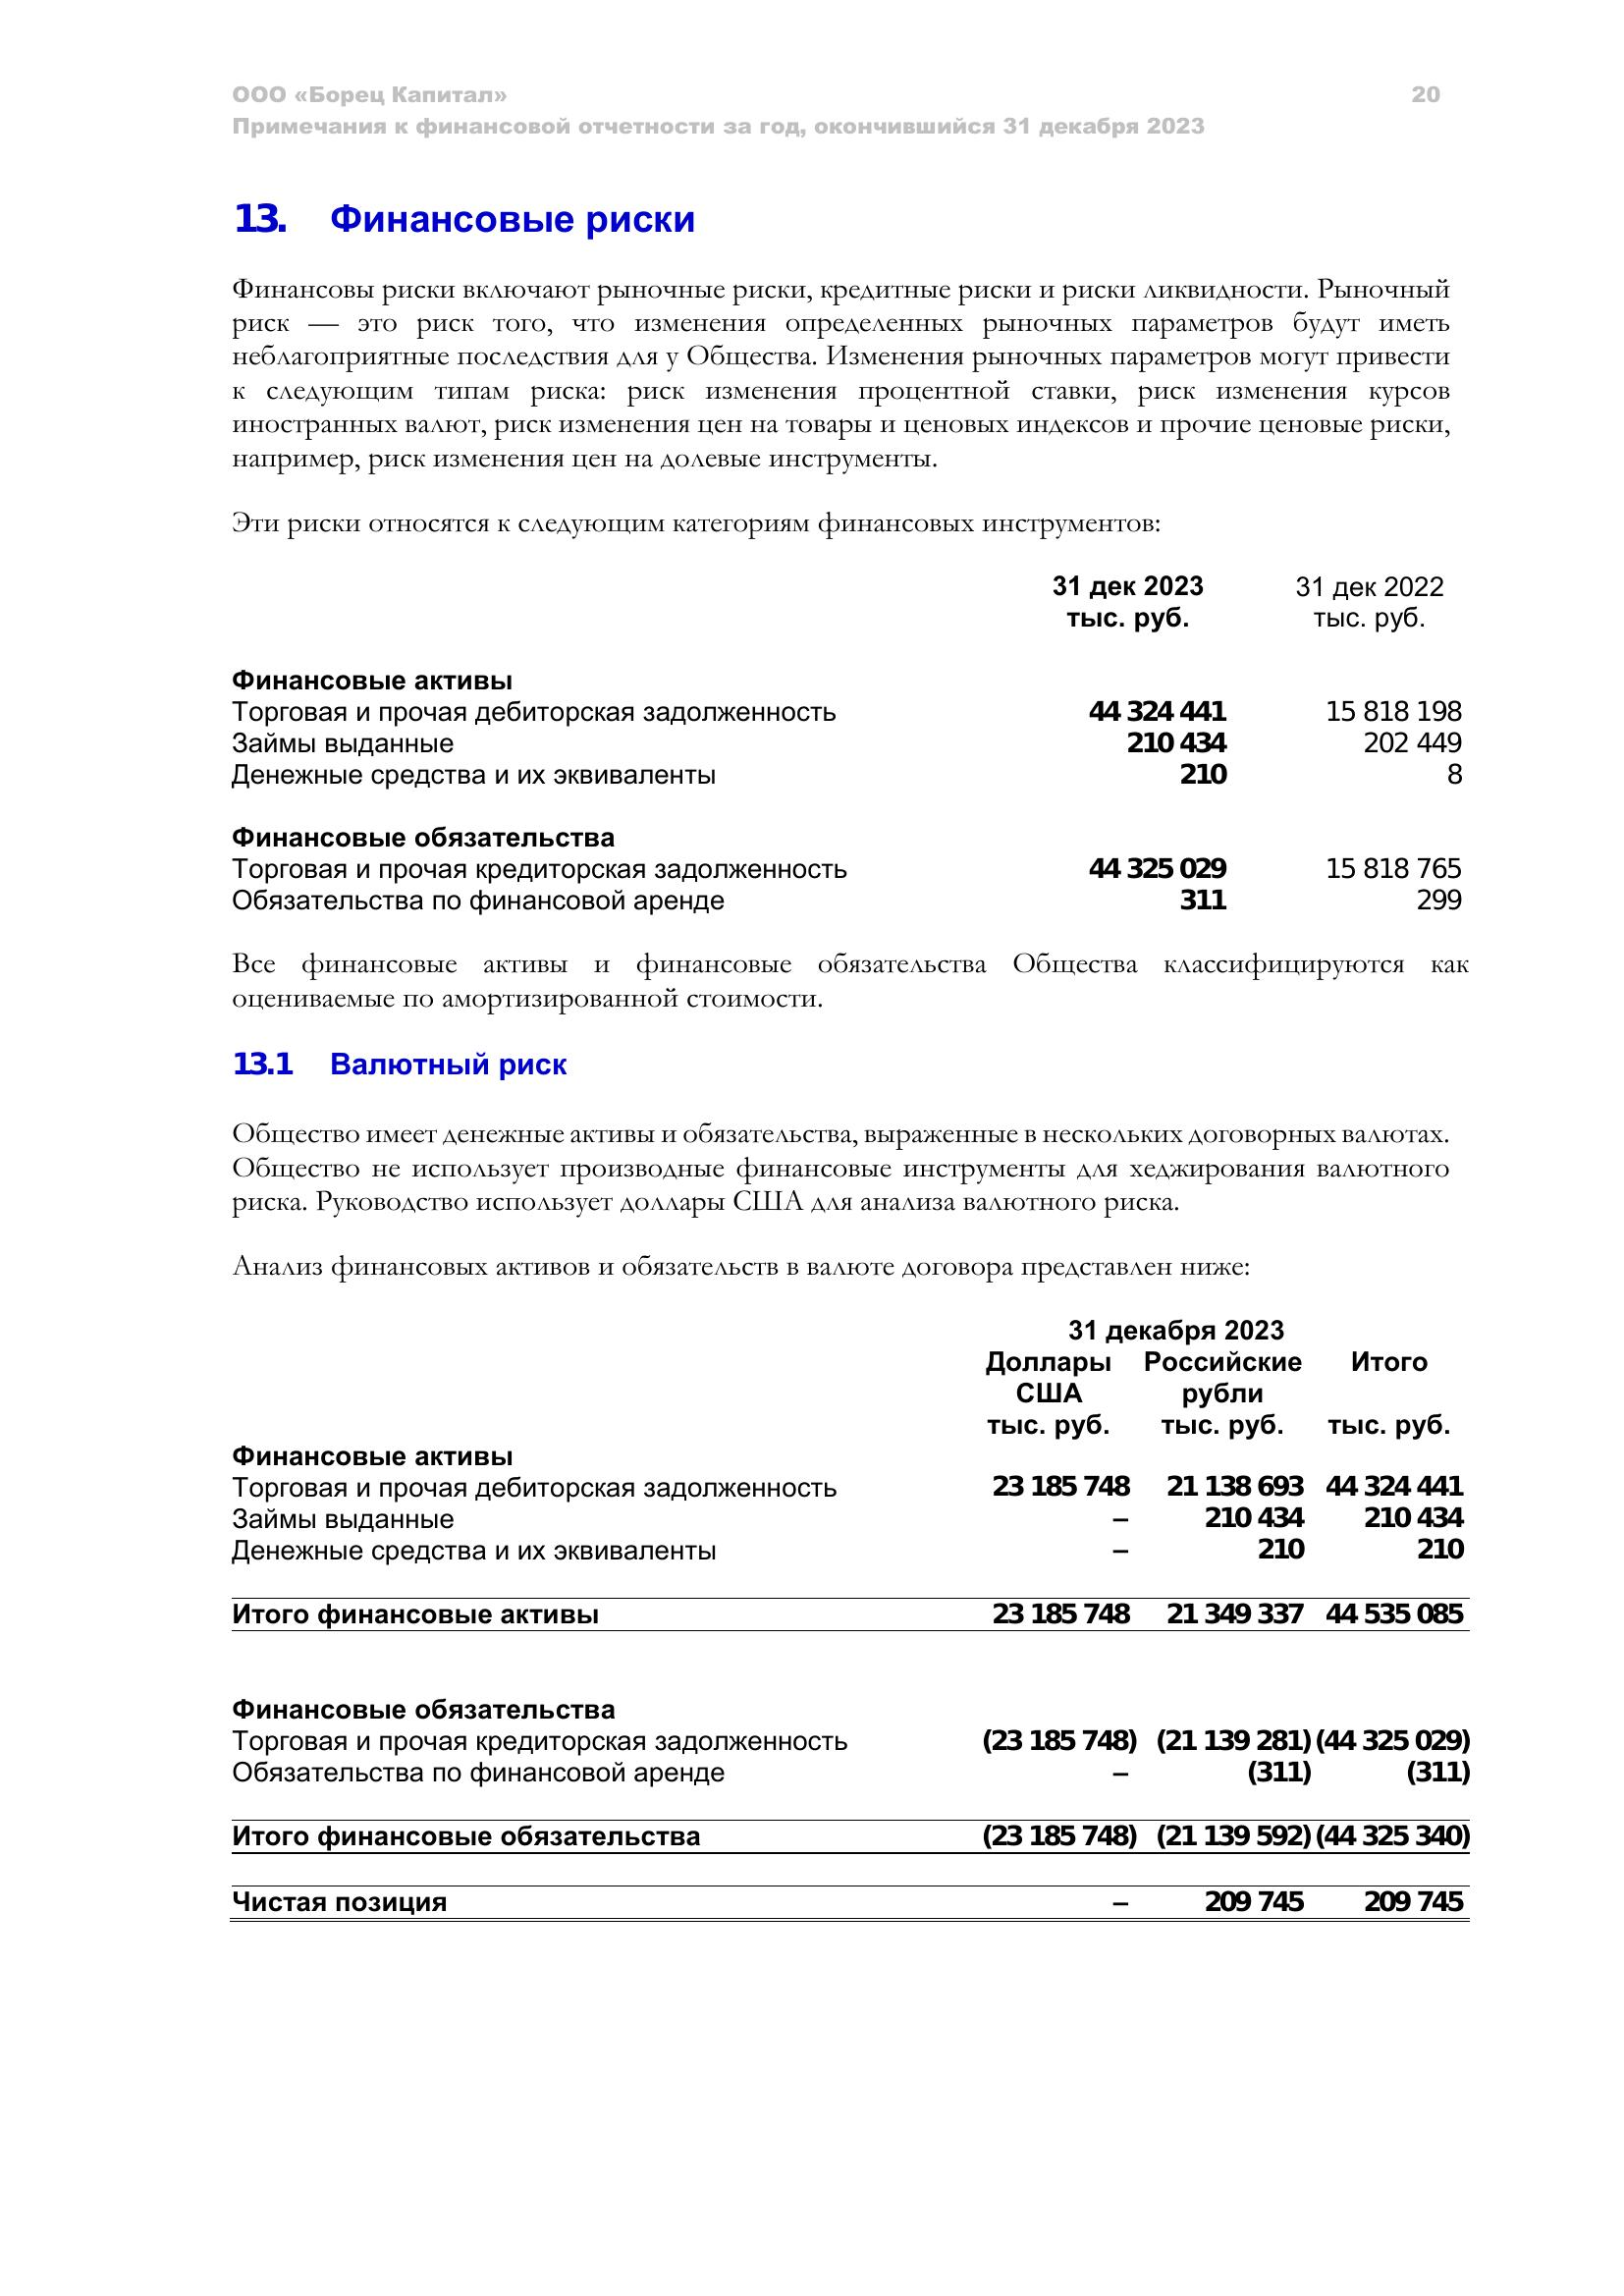 ООО «Борец Капитал» 20
Примечания к финансовой отчетности за год, окончившийся 31 декабря 2023
13. Финансовые риски
Финансовы риски включают рыночные риски, кредитные риски и риски ликвидности. Рыночный
риск — это риск того, что изменения определенных рыночных параметров будут иметь
неблагоприятные последствия для у Общества. Изменения рыночных параметров могут привести
к следующим типам риска: риск изменения процентной ставки, риск изменения курсов
иностранных валют, риск изменения цен на товары и ценовых индексов и прочие ценовые риски,
например, риск изменения цен на долевые инструменты.
Эти риски относятся к следующим категориям финансовых инструментов:
31 дек 2023 31 дек 2022
тыс. руб. тыс. руб.
Финансовые активы
Торговая и прочая дебиторская задолженность 44 324 441 15 818 198
Займы выданные 210 434 202 449
Денежные средства и их эквиваленты 210 8
Финансовые обязательства
Торговая и прочая кредиторская задолженность 44 325 029 15 818 765
Обязательства по финансовой аренде 311 299
Все финансовые активы и финансовые обязательства Общества классифицируются как
оцениваемые по амортизированной стоимости.
13.1 Валютный риск
Общество имеет денежные активы и обязательства, выраженные в нескольких договорных валютах.
Общество не использует производные финансовые инструменты для хеджирования валютного
риска. Руководство использует доллары США для анализа валютного риска.
Анализ финансовых активов и обязательств в валюте договора представлен ниже:
31 декабря 2023
Доллары Российские Итого
США рубли
тыс. руб. тыс. руб. тыс. руб.
Финансовые активы
Торговая и прочая дебиторская задолженность 23 185 748 21 138 693 44 324 441
Займы выданные – 210 434 210 434
Денежные средства и их эквиваленты – 210 210
Итого финансовые активы 23 185 748 21 349 337 44 535 085
Финансовые обязательства
Торговая и прочая кредиторская задолженность (23 185 748) (21 139 281) (44 325 029)
Обязательства по финансовой аренде – (311) (311)
Итого финансовые обязательства (23 185 748) (21 139 592) (44 325 340)
Чистая позиция – 209 745 209 745